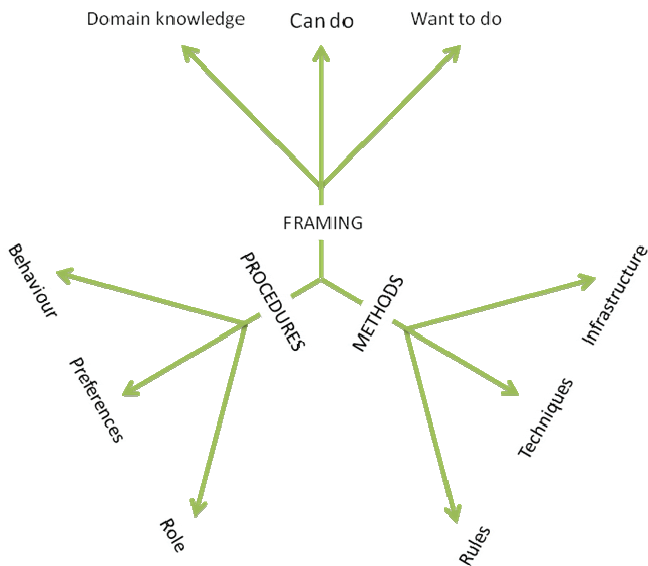 Domain knowledge
Can do
Want to do
FRAMING
PROCEDURES
METHODS
Behaviour
Preferences
Role
Infrastructure
Techniques
Rules